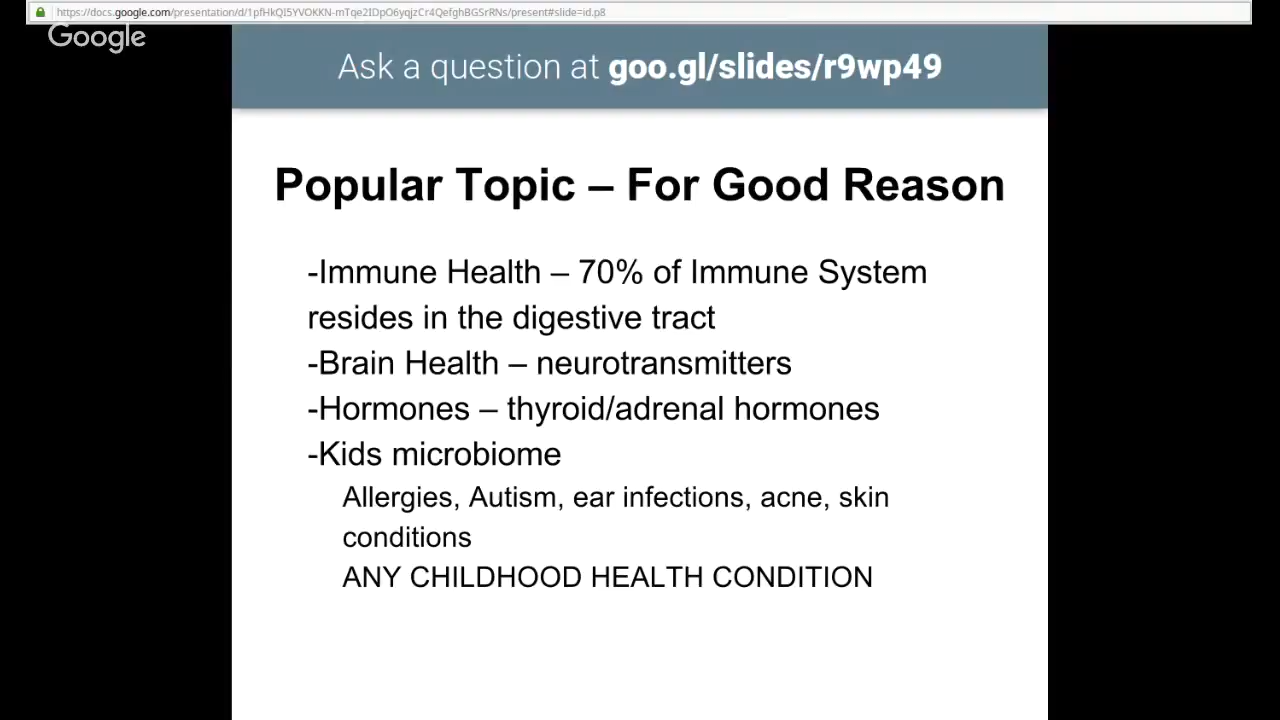 https://docs.google.com/presentation/d/1pfHkQI5YVOKKN-mTqe2IDpO6yqjzCr4QefghBGSrRNs/present#slide=id.p8
Google
Ask a question at goo.gl/slides/r9wp49
Popular Topic – For Good Reason
-Immune Health – 70% of Immune System
resides in the digestive tract
-Brain Health – neurotransmitters
-Hormones – thyroid/adrenal hormones
-Kids microbiome
Allergies, Autism, ear infections, acne, skin
conditions
ANY CHILDHOOD HEALTH CONDITION